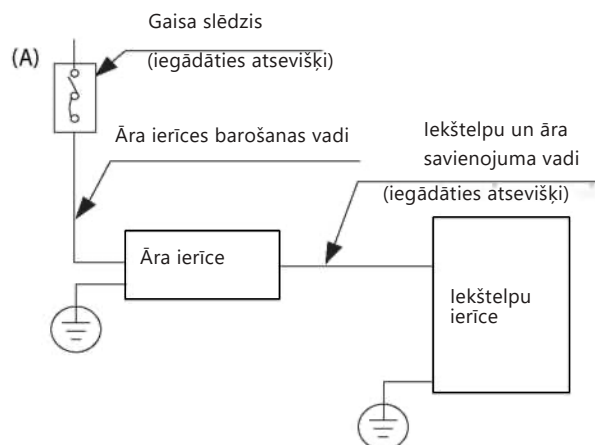 Gaisa slēdzis
(A)
(iegādāties atsevišķi)
Āra ierīces barošanas vadi
Iekštelpu un āra
savienojuma vadi
(iegādāties atsevišķi)
Āra ierīce
Iekštelpu
ierīce